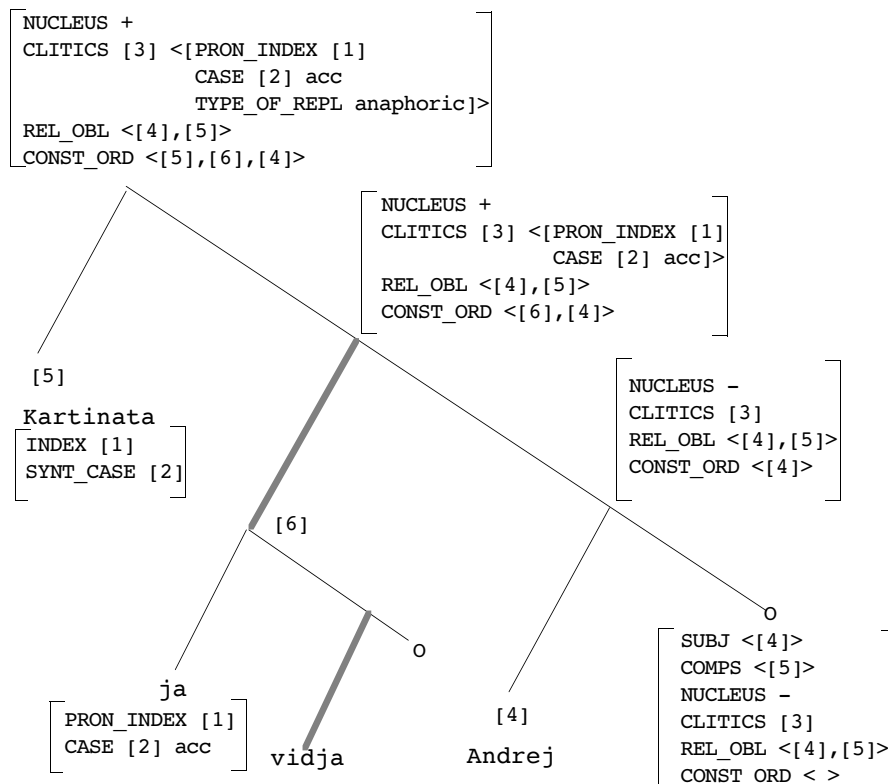 NUCLEUS +
CLITICS [3] <[PRON_INDEX [1]
CASE [2] acc
TYPE_OF_REPL anaphoric]>
REL_OBL <[4],[5]>
CONST_ORD <[5],[6],[4]>
NUCLEUS +
CLITICS [3] <[PRON_INDEX [1]
CASE [2] acc]>
REL_OBL <[4],[5]>
CONST_ORD <[6],[4]>
[5]
Kartinata
INDEX [1]
SYNT_CASE [2]
NUCLEUS –
CLITICS [3]
REL_OBL <[4],[5]>
CONST_ORD <[4]>
[6]
O
O
ja
PRON_INDEX [1]
CASE [2] acc
vidja
[4]
Andrej
SUBJ <[4]>
COMPS <[5]>
NUCLEUS –
CLITICS [3]
REL_OBL <[4],[5]>
CONST_ORD < >